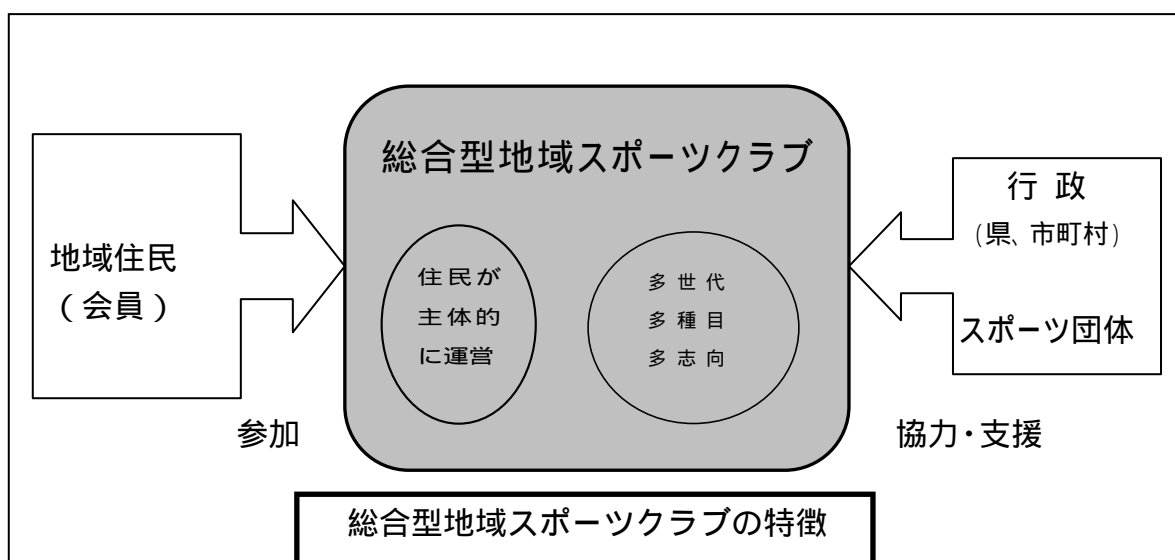 総合型地域スポーツクラブ
地域住民
（会員）
住民が
主体的
に運営
多世代
多種目
多志向
行 政
(県、市町村)
スポーツ団体
参加
協力・支援
総合型地域スポーツクラブの特徴